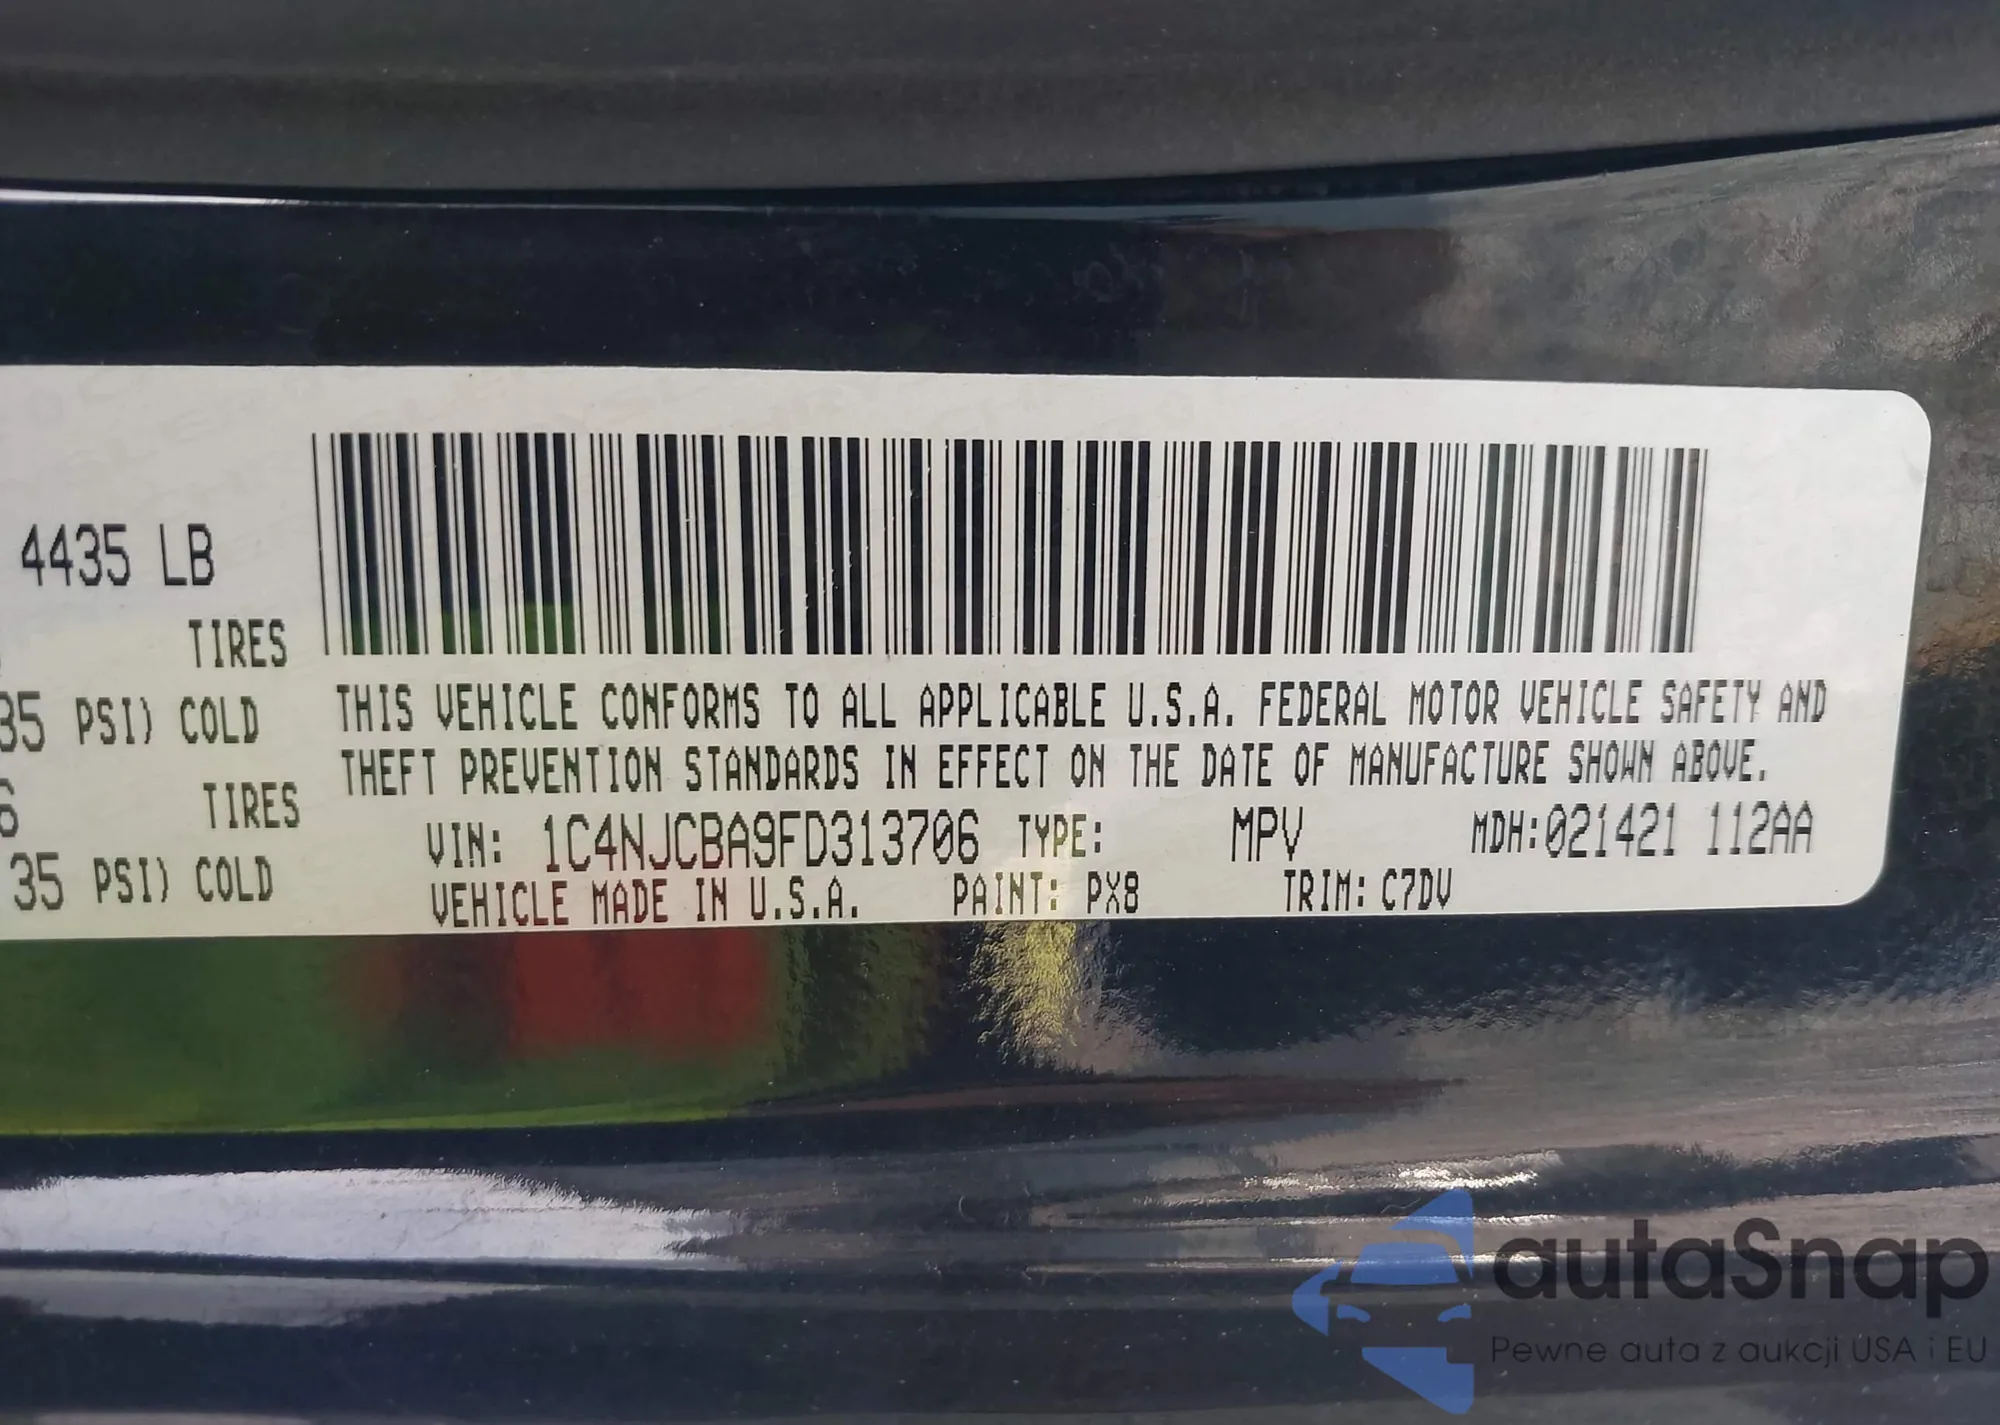 4435 LB
TIRES
35 PSI) COLD
TIRES
35 PSI) COLD
THIS VEHICLE CONFORMS TO ALL APPLICABLE U.S.A. FEDERAL MOTOR VEHICLE SAFETY AND
THEFT PREVENTION STANDARDS IN EFFECT ON THE DATE OF MANUFACTURE SHOWN ABOVE.
VIN: 1C4NJCBA9FD313706 TYPE: MPV MDH:021421 112AA
VEHICLE MADE IN U.S.A. PAINT: PX8 TRIM: C7DV
autaSnap
Pewne auta z aukcji USA i EU